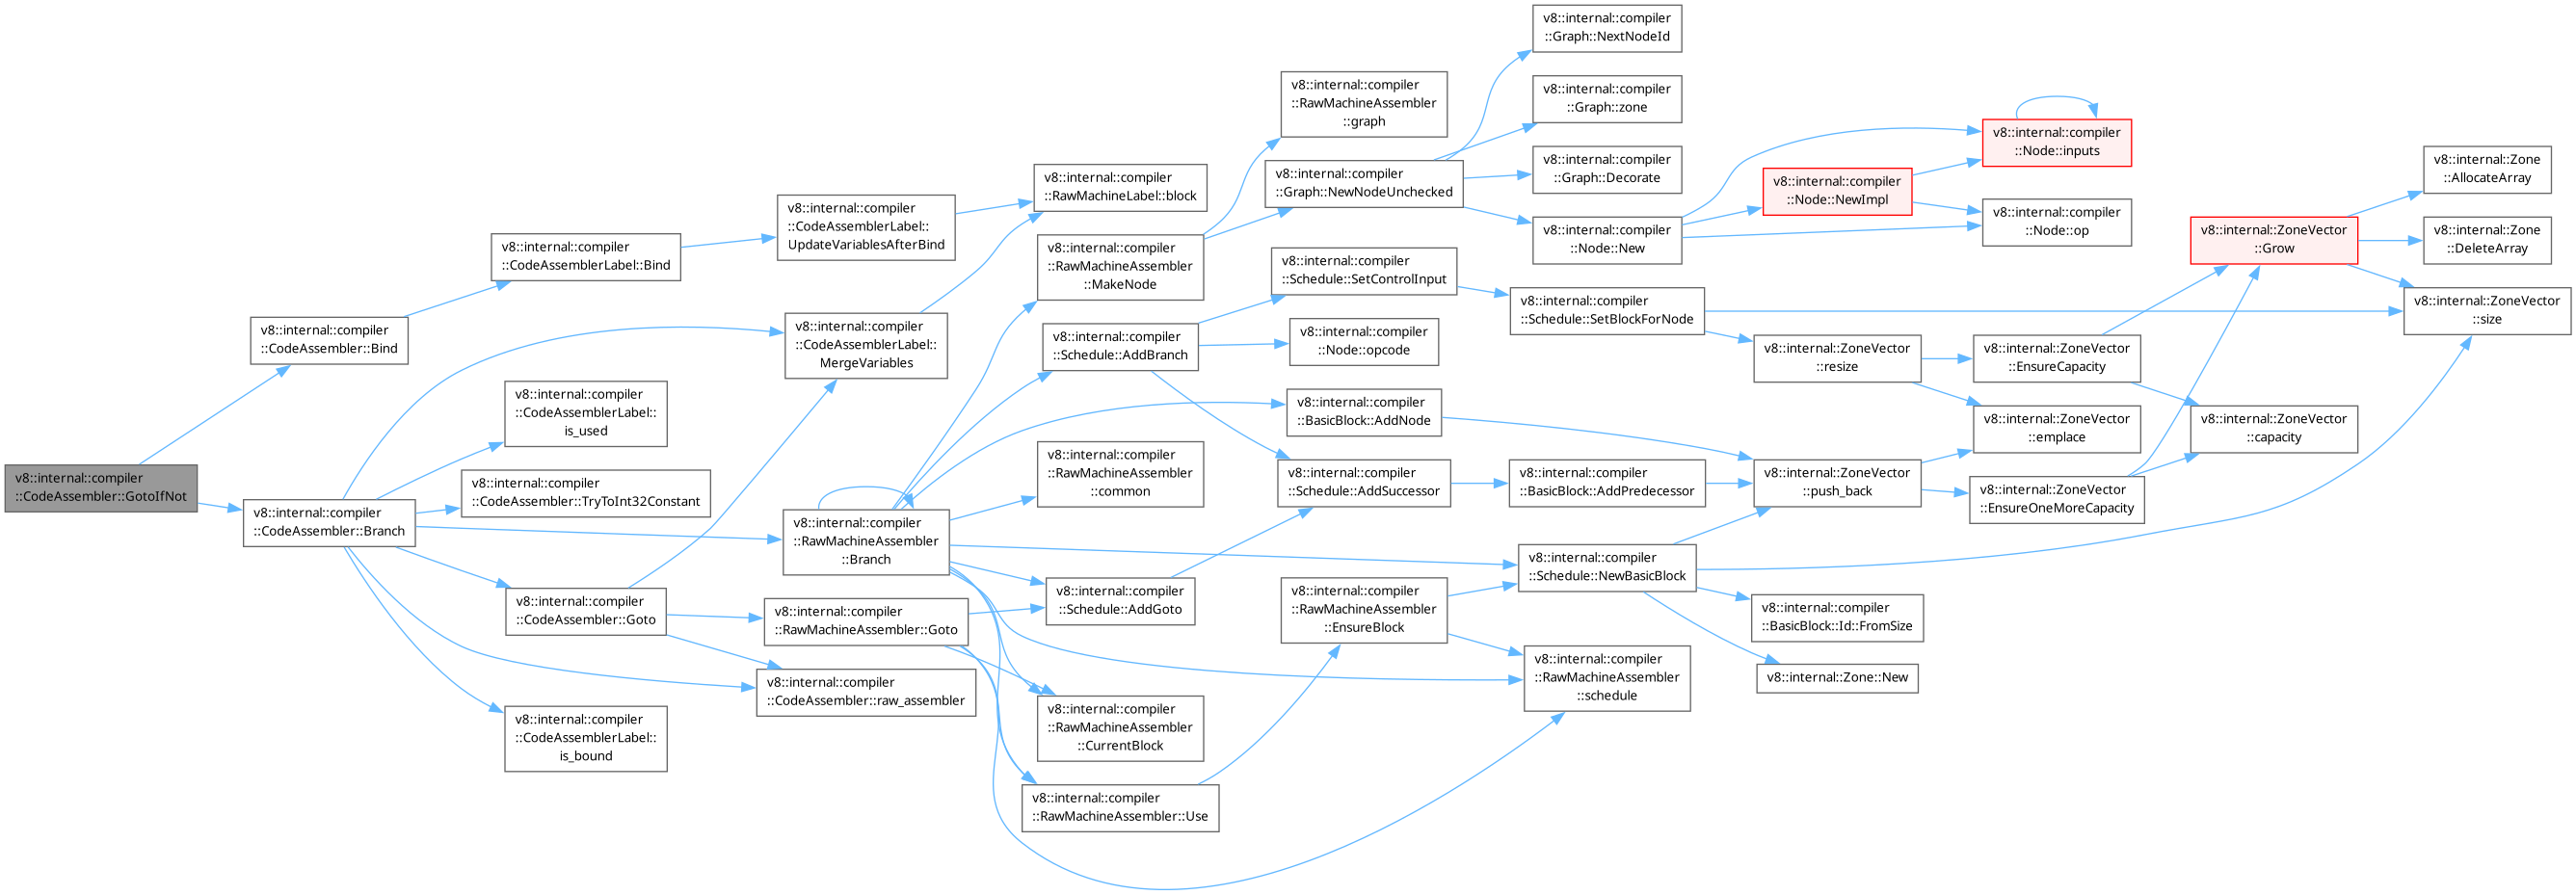 v8::internal::compiler
::CodeAssembler::GotoIfNot
v8::internal::compiler
::CodeAssembler::Bind
v8::internal::compiler
::CodeAssembler::Branch
v8::internal::compiler
::CodeAssemblerLabel::Bind
v8::internal::compiler
::CodeAssemblerLabel::
is_used
v8::internal::compiler
::CodeAssembler::TryToInt32Constant
v8::internal::compiler
::CodeAssembler::Goto
v8::internal::compiler
::CodeAssemblerLabel::
is_bound
v8::internal::compiler
::CodeAssemblerLabel::
UpdateVariablesAfterBind
v8::internal::compiler
::CodeAssemblerLabel::
MergeVariables
v8::internal::compiler
::RawMachineAssembler
::Branch
v8::internal::compiler
::RawMachineAssembler::Goto
v8::internal::compiler
::CodeAssembler::raw_assembler
v8::internal::compiler
::RawMachineLabel::block
v8::internal::compiler
::RawMachineAssembler
::MakeNode
v8::internal::compiler
::Schedule::AddBranch
v8::internal::compiler
::RawMachineAssembler
::common
v8::internal::compiler
::Schedule::AddGoto
v8::internal::compiler
::RawMachineAssembler
::CurrentBlock
v8::internal::compiler
::RawMachineAssembler::Use
v8::internal::compiler
::RawMachineAssembler
::graph
v8::internal::compiler
::Graph::NewNodeUnchecked
v8::internal::compiler
::Schedule::SetControlInput
v8::internal::compiler
::Node::opcode
v8::internal::compiler
::BasicBlock::AddNode
v8::internal::compiler
::Schedule::AddSuccessor
v8::internal::compiler
::RawMachineAssembler
::EnsureBlock
v8::internal::compiler
::Graph::NextNodeId
v8::internal::compiler
::Graph::zone
v8::internal::compiler
::Graph::Decorate
v8::internal::compiler
::Node::New
v8::internal::compiler
::Schedule::SetBlockForNode
v8::internal::compiler
::BasicBlock::AddPredecessor
v8::internal::compiler
::Schedule::NewBasicBlock
v8::internal::compiler
::RawMachineAssembler
::schedule
v8::internal::compiler
::Node::NewImpl
v8::internal::ZoneVector
::resize
v8::internal::ZoneVector
::push_back
v8::internal::compiler
::BasicBlock::Id::FromSize
v8::internal::Zone::New
v8::internal::compiler
::Node::inputs
v8::internal::compiler
::Node::op
v8::internal::ZoneVector
::EnsureCapacity
v8::internal::ZoneVector
::emplace
v8::internal::ZoneVector
::EnsureOneMoreCapacity
v8::internal::ZoneVector
::Grow
v8::internal::ZoneVector
::capacity
v8::internal::Zone
::AllocateArray
v8::internal::Zone
::DeleteArray
v8::internal::ZoneVector
::size